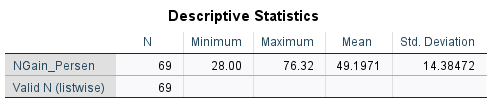 Descriptive Statistics
N Minimum Maximum Mean Std. Deviation
NGain_Persen 69 28.00 76.32 49.1971 14.38472
Valid N (listwise) 69